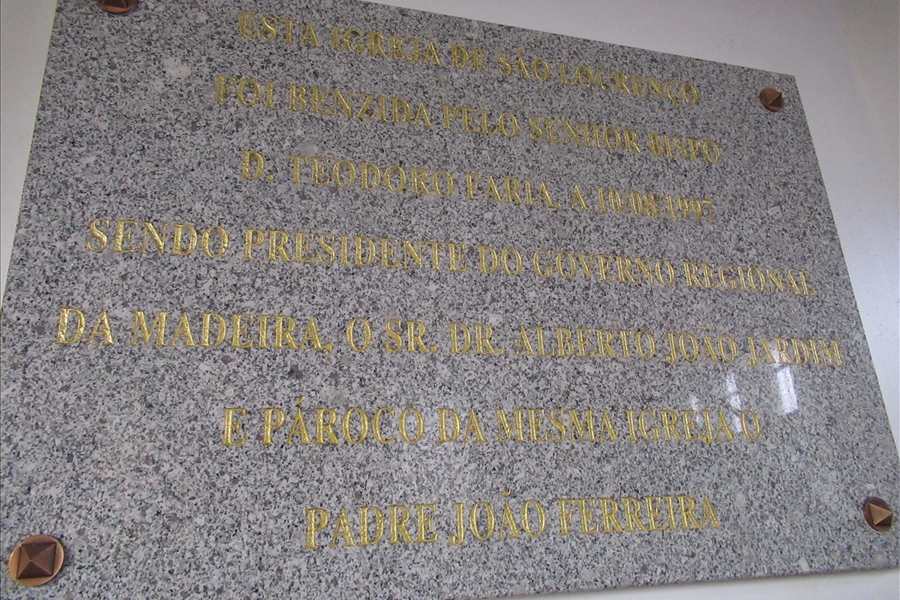 ESTA IGREJA DE SÃO LOURENÇO
FOI BENZIDA PELO SENHOR BISPO
D. TEODORO FARIA, A 10/08/1997
SENDO PRESIDENTE DO GOVERNO REGIONAL
DA MADEIRA, O SR. DR. ALBERTO JOÃO JARDIM
E PÁROCO DA MESMA IGREJA O
PADRE JOÃO FERREIRA